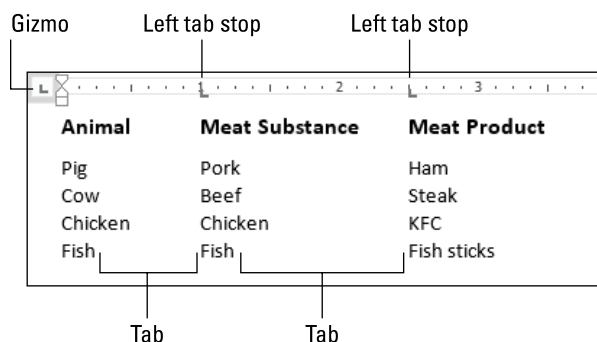 Gizmo Left tab stop Left tab stop
1 2 3
Animal Meat Substance Meat Product
Pig Pork Ham
Cow Beef Steak
Chicken Chicken KFC
Fish Fish Fish sticks
Tab Tab